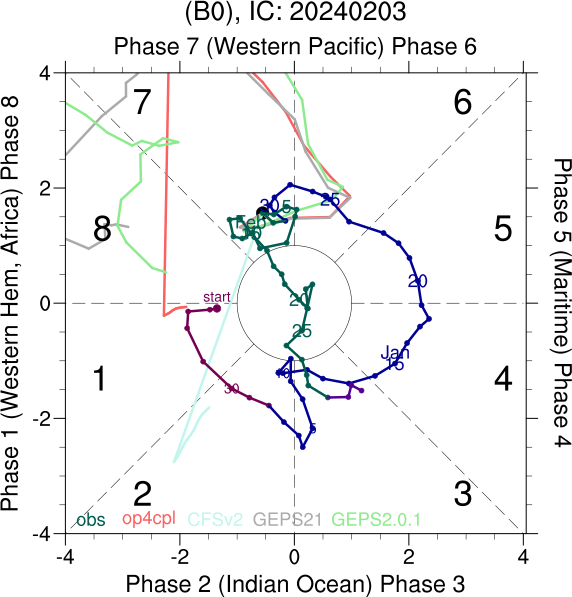 (B0), IC: 20240203
Phase 7 (Western Pacific) Phase 6
4
7
6
Phase 1 (Western Hem, Africa) Phase 8
Phase 5 (Maritime) Phase 4
2
8
5
30
5
25
Feb
20
start
0
20
25
Jan
15
1
4
30
5
-2
2
3
obs op4cpl CFSv2 GEPS21 GEPS2.0.1
-4
-4 -2 0 2 4
Phase 2 (Indian Ocean) Phase 3